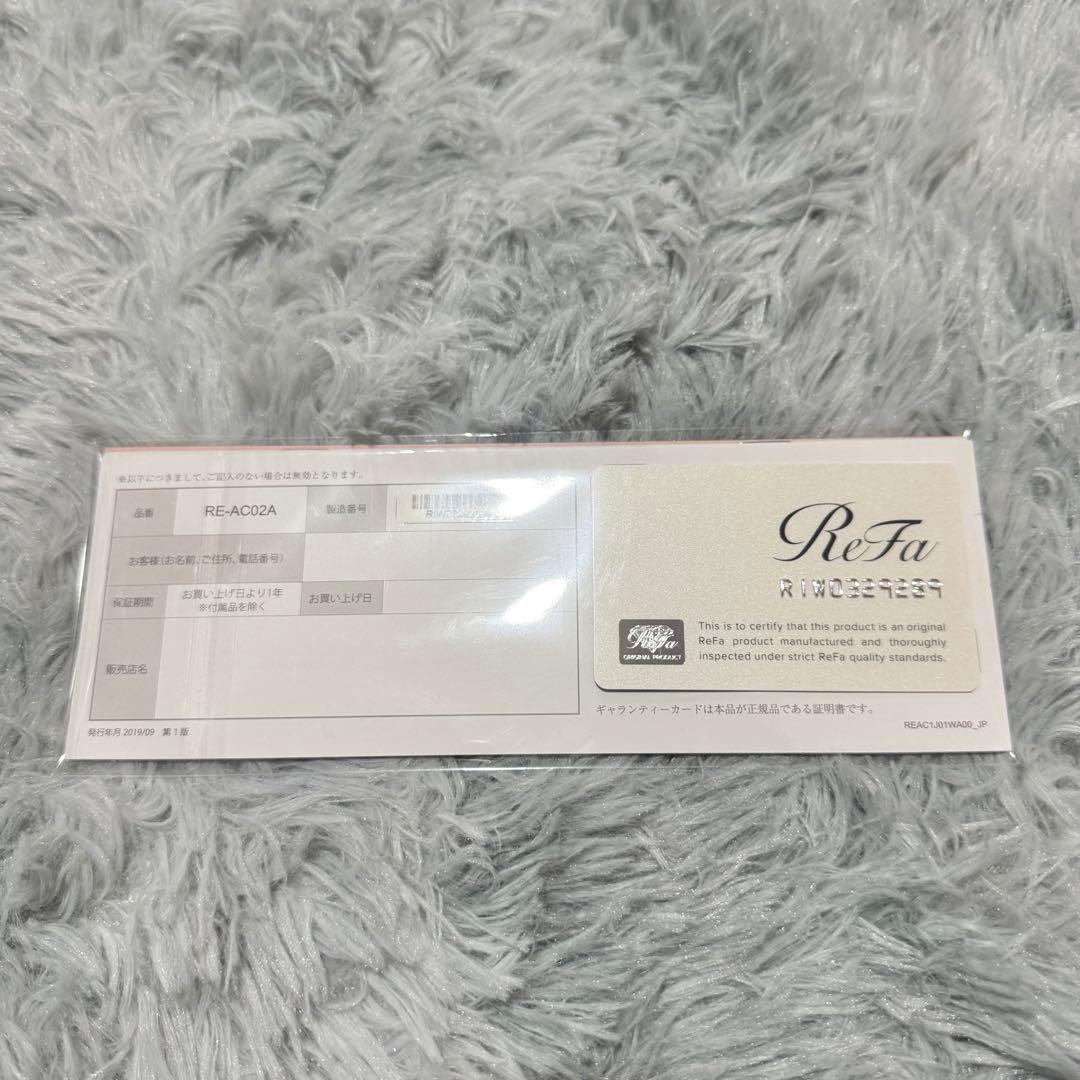 ※以下につきまして、ご記入のない場合は無効となります。
品番 RE-AC02A 製造番号
お客様(お名前、ご住所、電話番号)
保証期間 お買い上げ日より1年 お買い上げ日
※付属品を除く
販売店名
発行年月 2019/09 第1版
ReFa
RIW0329289
ReFa
ORIGINAL PRODUCT
This is to certify that this product is an original
ReFa product manufactured and thoroughly
inspected under strict ReFa quality standards.
ギャランティーカードは本品が正規品である証明書です。
REAC1J01WA00_JP